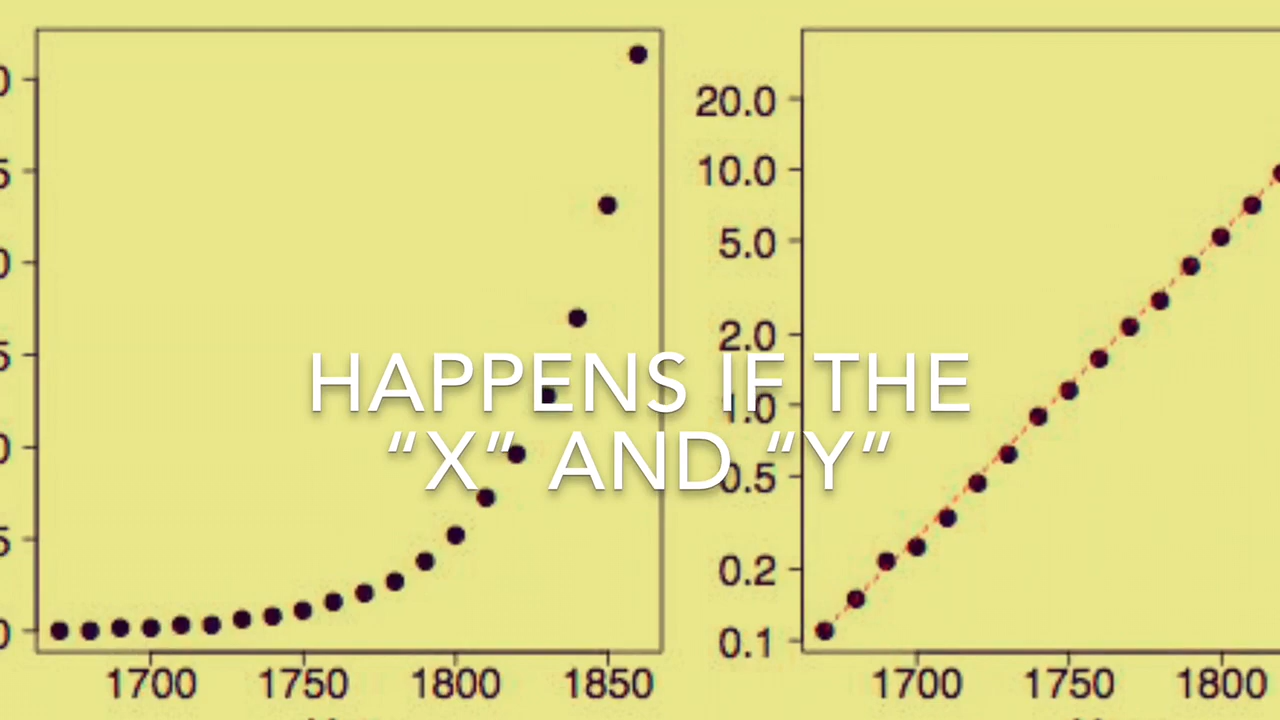 20.0
10.0
5.0
2.0
HAPPENS IF THE
1.0
“X” AND “Y”
0.5
0.2
0.1
1700 1750 1800 1850
1700 1750 1800